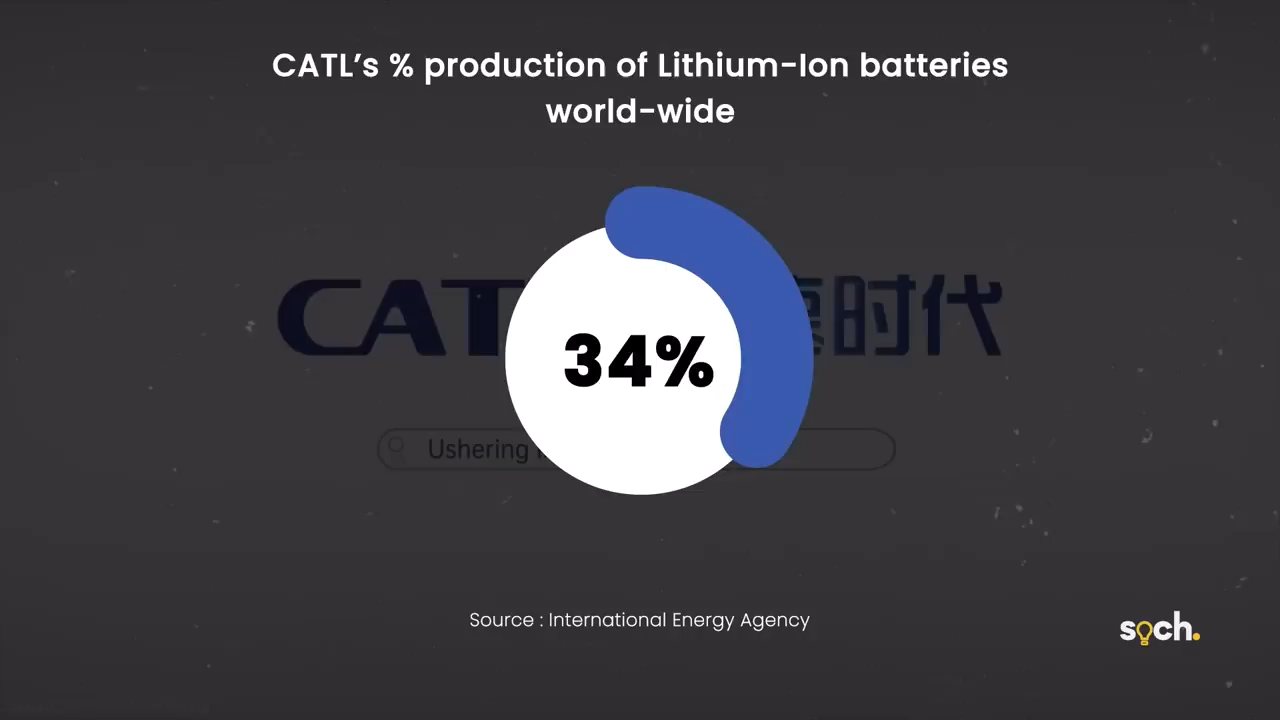 CATL’s % production of Lithium-Ion batteries
world-wide
CAT
时代
34%
Ushering
Source : International Energy Agency
soch.